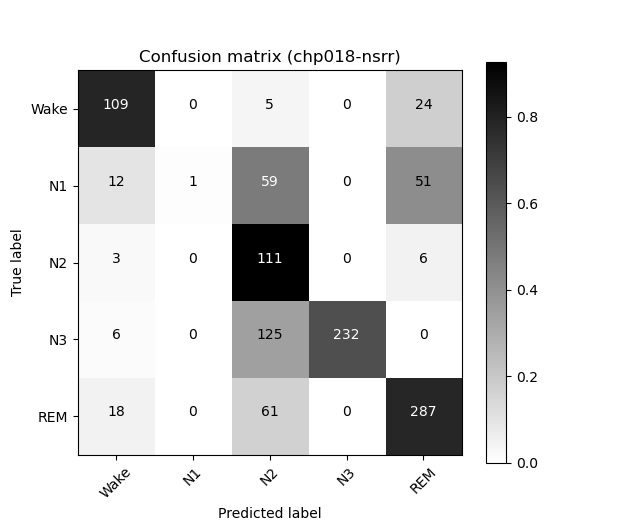 Confusion matrix (chp018-nsrr)
Wake 109 0 5 0 24
N1 12 1 59 0 51
N2 3 0 111 0 6
N3 6 0 125 232 0
REM 18 0 61 0 287
Wake N1 N2 N3 REM
True label
Predicted label
0.8
0.6
0.4
0.2
0.0